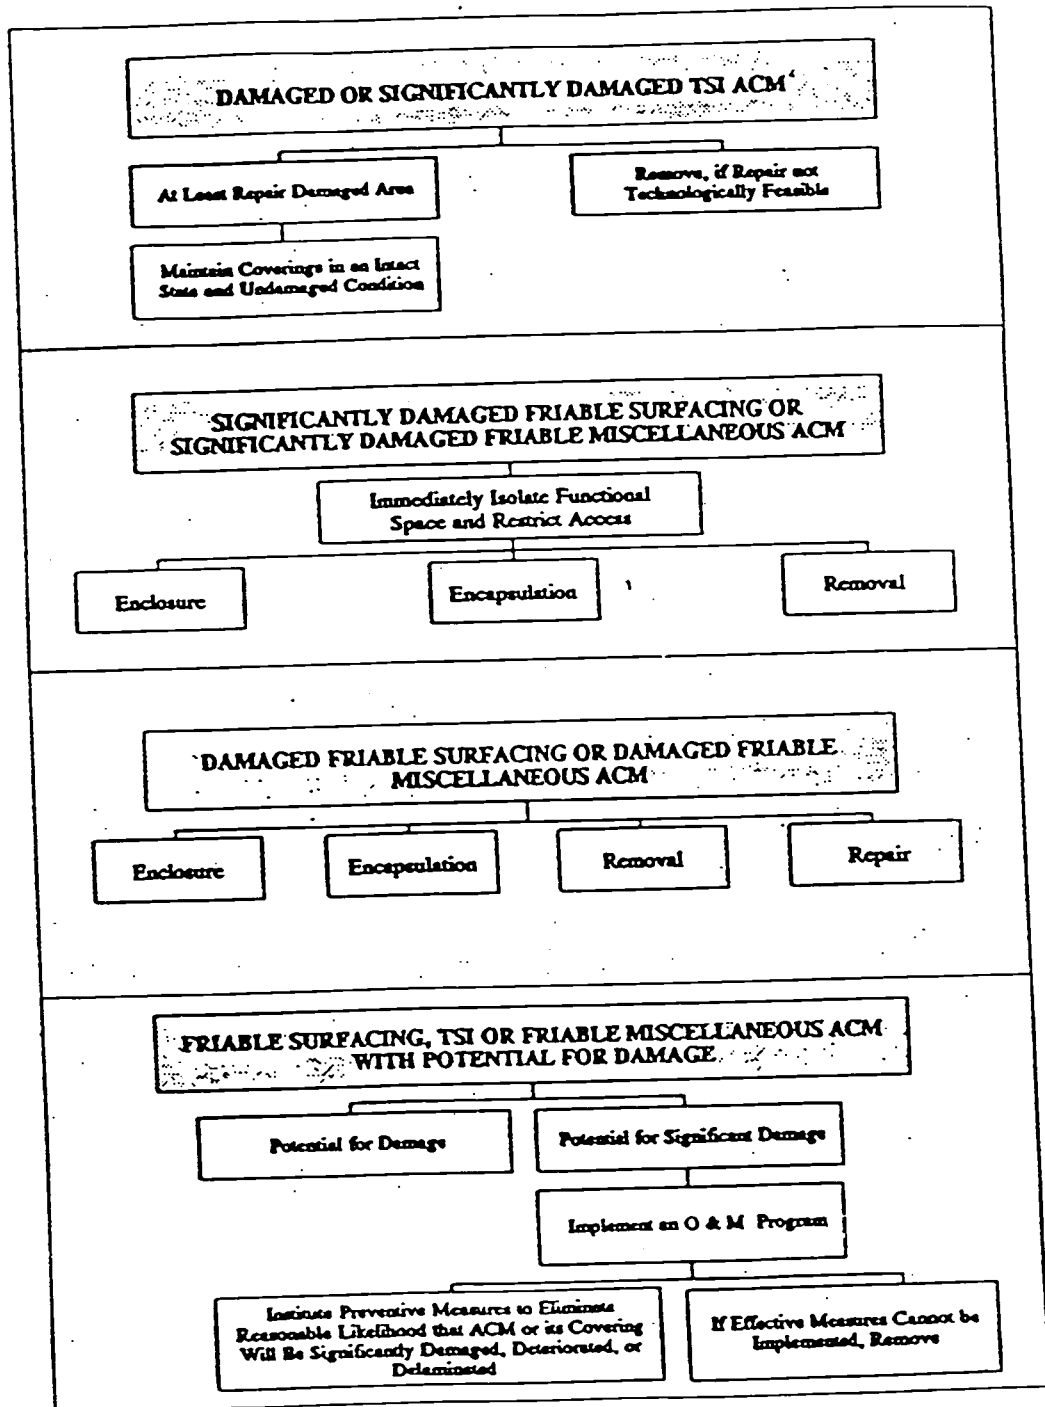 DAMAGED OR SIGNIFICANTLY DAMAGED TSI ACM
At Least Repair Damaged Area
Remove, if Repair not
Technologically Feasible
Maintain Coverings in an Intact
State and Undamaged Condition
SIGNIFICANTLY DAMAGED FRIABLE SURFACING OR
SIGNIFICANTLY DAMAGED FRIABLE MISCELLANEOUS ACM
Immediately Isolate Functional
Space and Restrict Access
Enclosure
Encapsulation
Removal
DAMAGED FRIABLE SURFACING OR DAMAGED FRIABLE
MISCELLANEOUS ACM
Enclosure
Encapsulation
Removal
Repair
FRIABLE SURFACING, TSI OR FRIABLE MISCELLANEOUS ACM
WITH POTENTIAL FOR DAMAGE
Potential for Damage
Potential for Significant Damage
Implement an O & M Program
Institute Preventive Measures to Eliminate
Reasonable Likelihood that ACM or its Covering
Will Be Significantly Damaged, Deteriorated, or
Delaminated
If Effective Measures Cannot be
Implemented, Remove